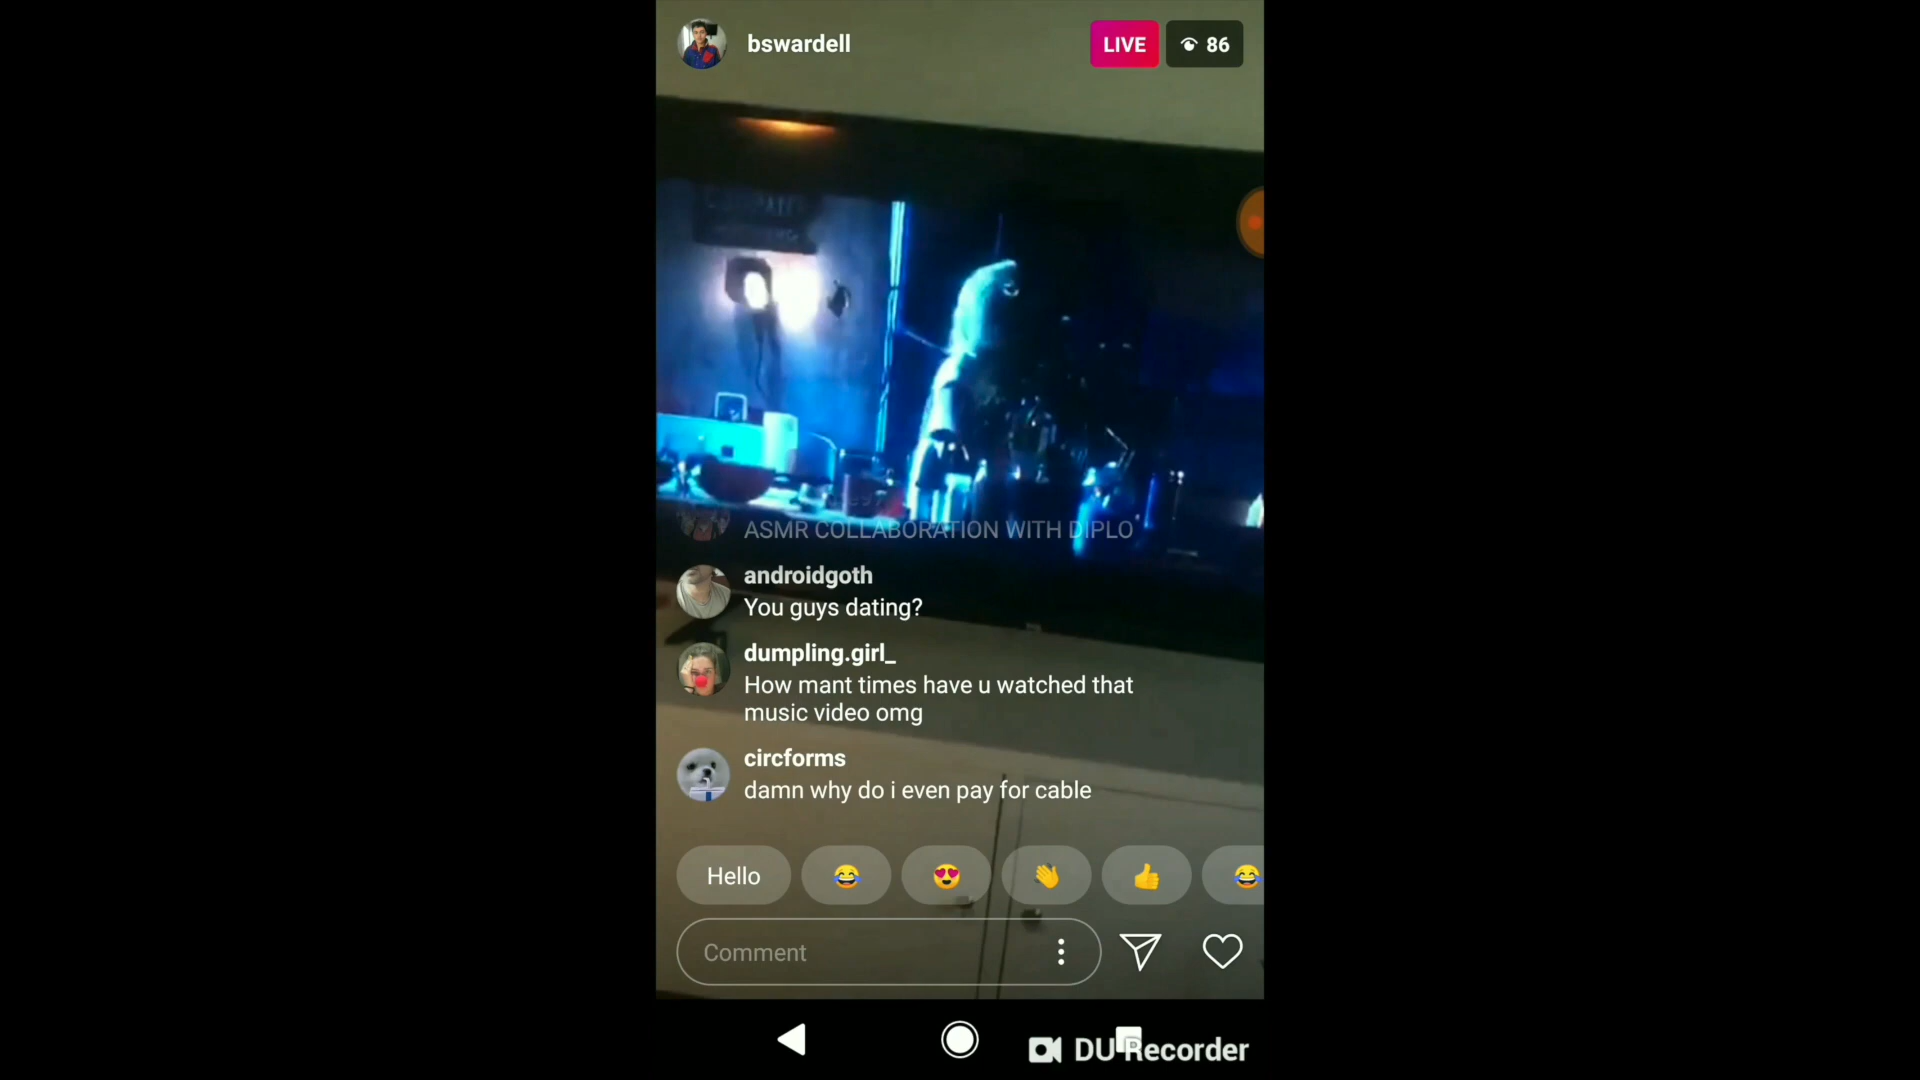 bswardell
LIVE
86
ASMR COLLABORATION WITH DIPLO
androidgoth
You guys dating?
dumpling.girl_
How mant times have u watched that
music video omg
circforms
damn why do i even pay for cable
Hello
Comment
DU Recorder